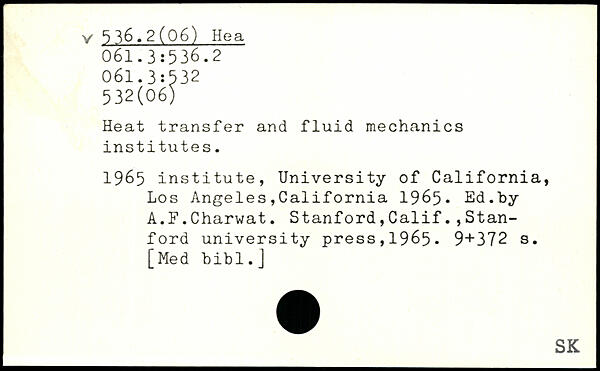 ✓ 536.2(06) Hea
061.3:536.2
061.3:532
532(06)
Heat transfer and fluid mechanics
institutes.
1965 institute, University of California,
Los Angeles,California 1965. Ed.by
A.F.Charwat. Stanford,Calif.,Stan-
ford university press,1965. 9+372 s.
[Med bibl.]
SK